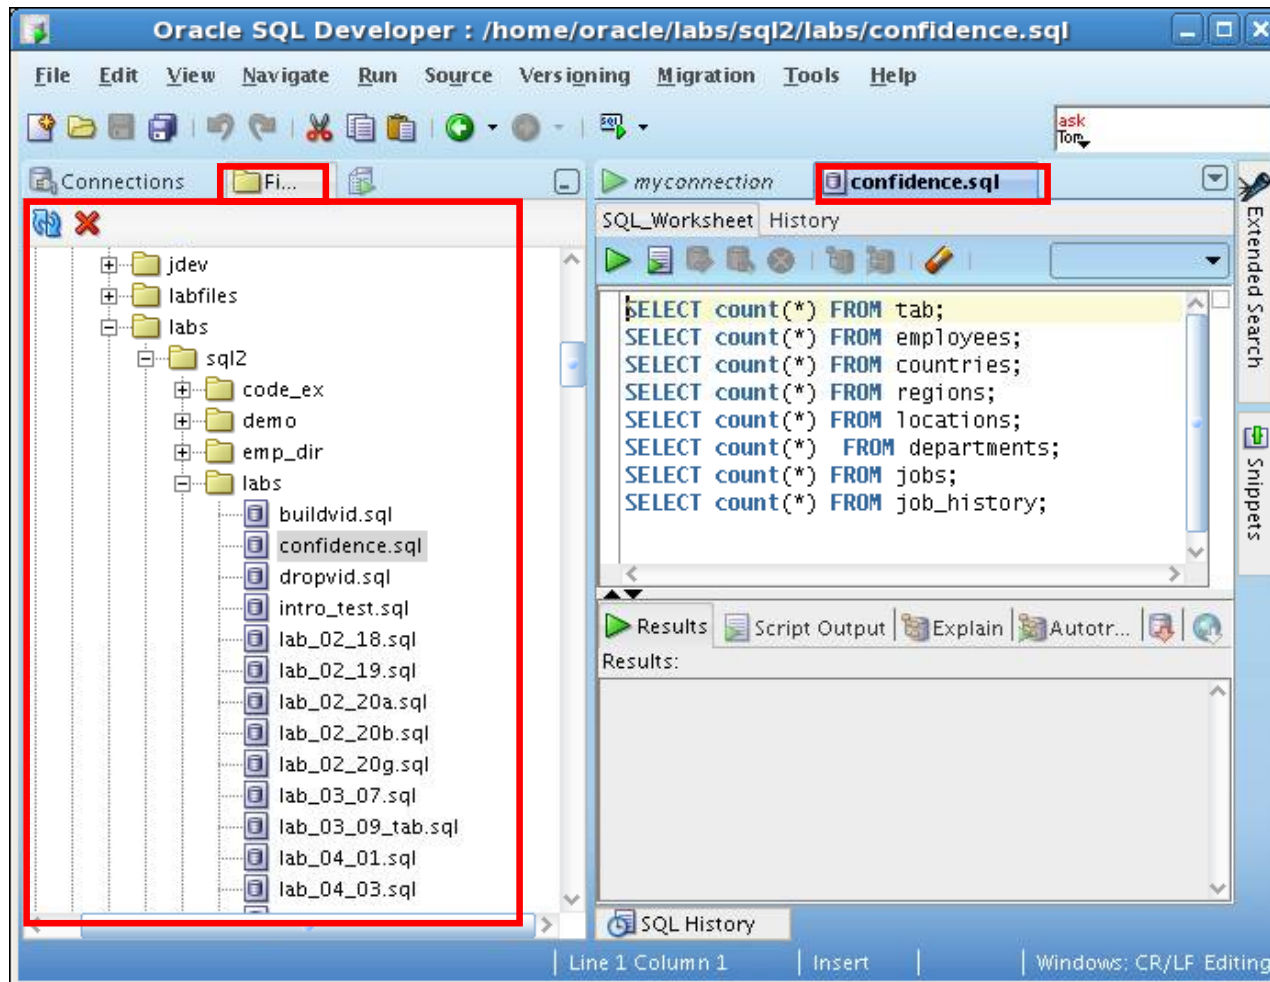 Oracle SQL Developer : /home/oracle/labs/sql2/labs/confidence.sql
File Edit View Navigate Run Source Versioning Migration Tools Help
ask
Tom
Connections
Fi...
jdev
labfiles
labs
sql2
code_ex
demo
emp_dir
labs
buildvid.sql
confidence.sql
dropvid.sql
intro_test.sql
lab_02_18.sql
lab_02_19.sql
lab_02_20a.sql
lab_02_20b.sql
lab_02_20g.sql
lab_03_07.sql
lab_03_09_tab.sql
lab_04_01.sql
lab_04_03.sql
myconnection confidence.sql
SQL_Worksheet History
SELECT count(*) FROM tab;
SELECT count(*) FROM employees;
SELECT count(*) FROM countries;
SELECT count(*) FROM regions;
SELECT count(*) FROM locations;
SELECT count(*)  FROM departments;
SELECT count(*) FROM jobs;
SELECT count(*) FROM job_history;
Results Script Output Explain Autotr...
Results:
SQL History
Extended Search
Snippets
Line 1 Column 1 Insert Windows: CR/LF Editing